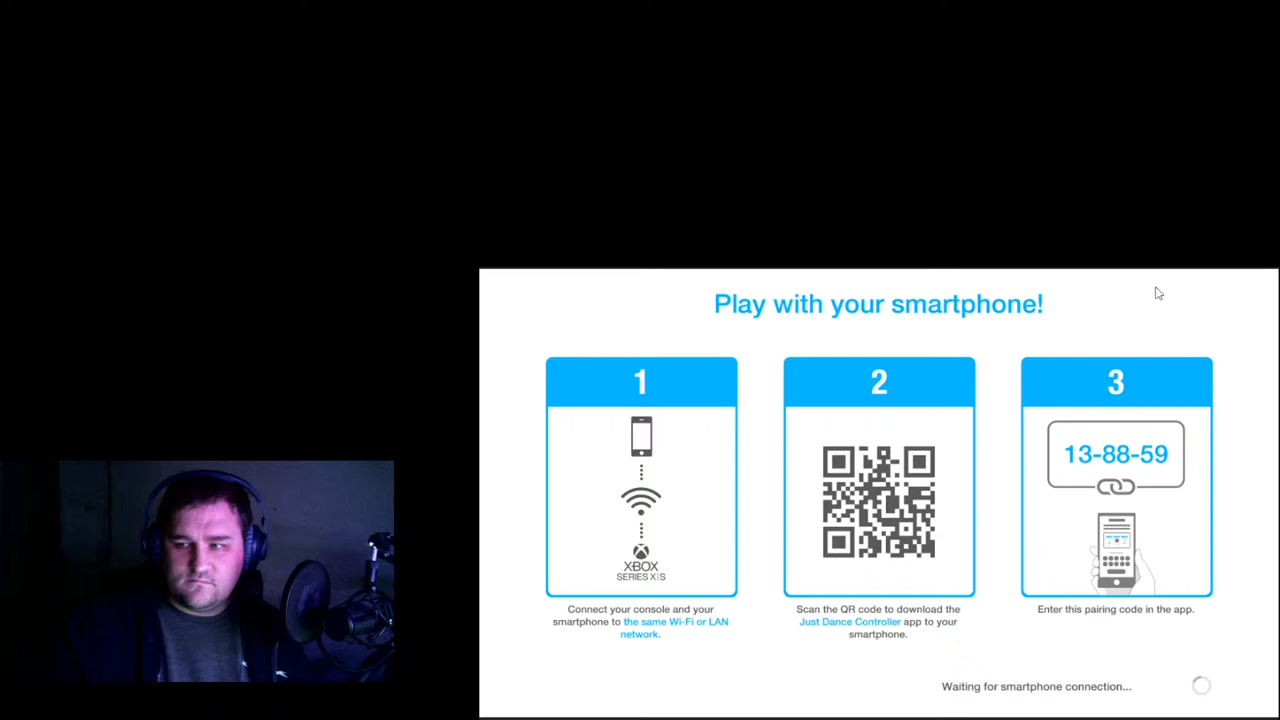 Play with your smartphone!
1
XBOX
SERIES X|S
Connect your console and your
smartphone to the same Wi-Fi or LAN
network.
2
Scan the QR code to download the
Just Dance Controller app to your
smartphone.
3
13-88-59
Enter this pairing code in the app.
Waiting for smartphone connection...